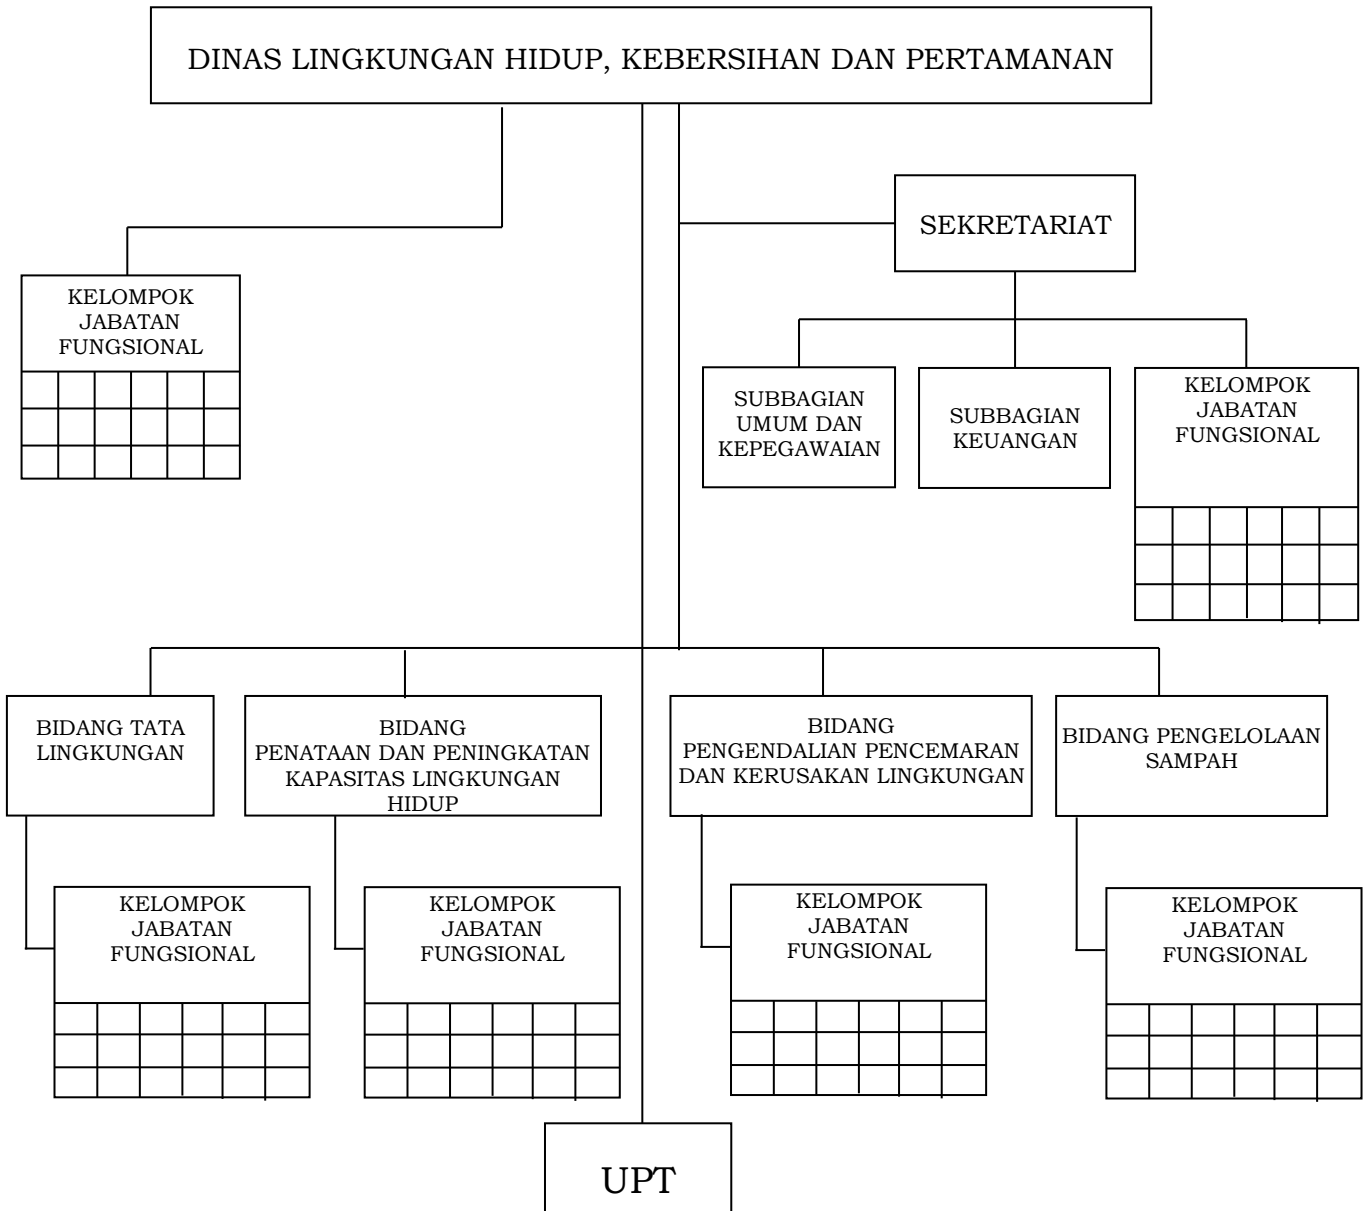 DINAS LINGKUNGAN HIDUP, KEBERSIHAN DAN PERTAMANAN
SEKRETARIAT
KELOMPOK
JABATAN
FUNGSIONAL
SUBBAGIAN
UMUM DAN
KEPEGAWAIAN
SUBBAGIAN
KEUANGAN
KELOMPOK
JABATAN
FUNGSIONAL
BIDANG TATA
LINGKUNGAN
BIDANG
PENATAAN DAN PENINGKATAN
KAPASITAS LINGKUNGAN
HIDUP
BIDANG
PENGENDALIAN PENCEMARAN
DAN KERUSAKAN LINGKUNGAN
BIDANG PENGELOLAAN
SAMPAH
KELOMPOK
JABATAN
FUNGSIONAL
KELOMPOK
JABATAN
FUNGSIONAL
KELOMPOK
JABATAN
FUNGSIONAL
KELOMPOK
JABATAN
FUNGSIONAL
UPT